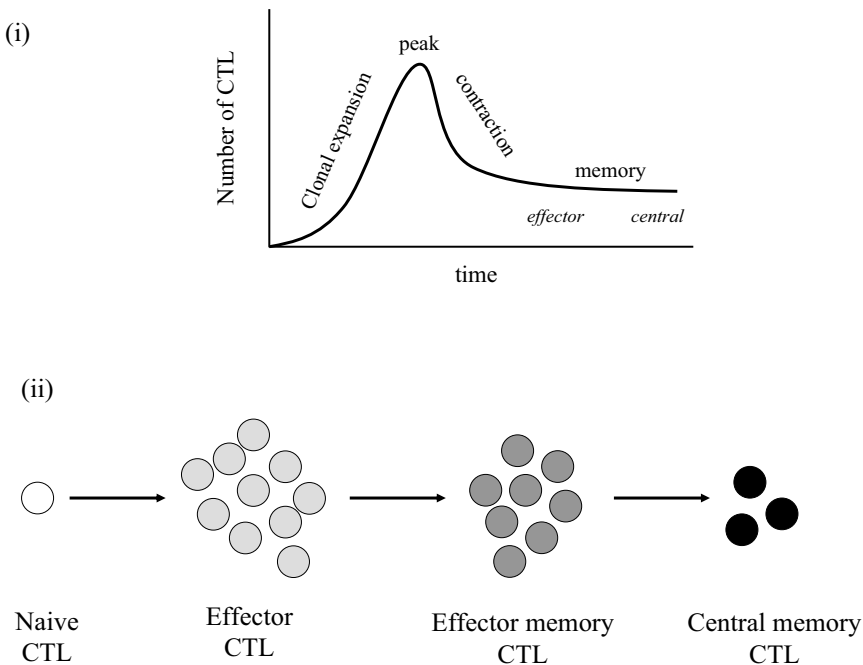 (i)
peak
Number of CTL
Clonal expansion
contraction
memory
effector
central
time
(ii)
Naive
CTL
Effector
CTL
Effector memory
CTL
Central memory
CTL